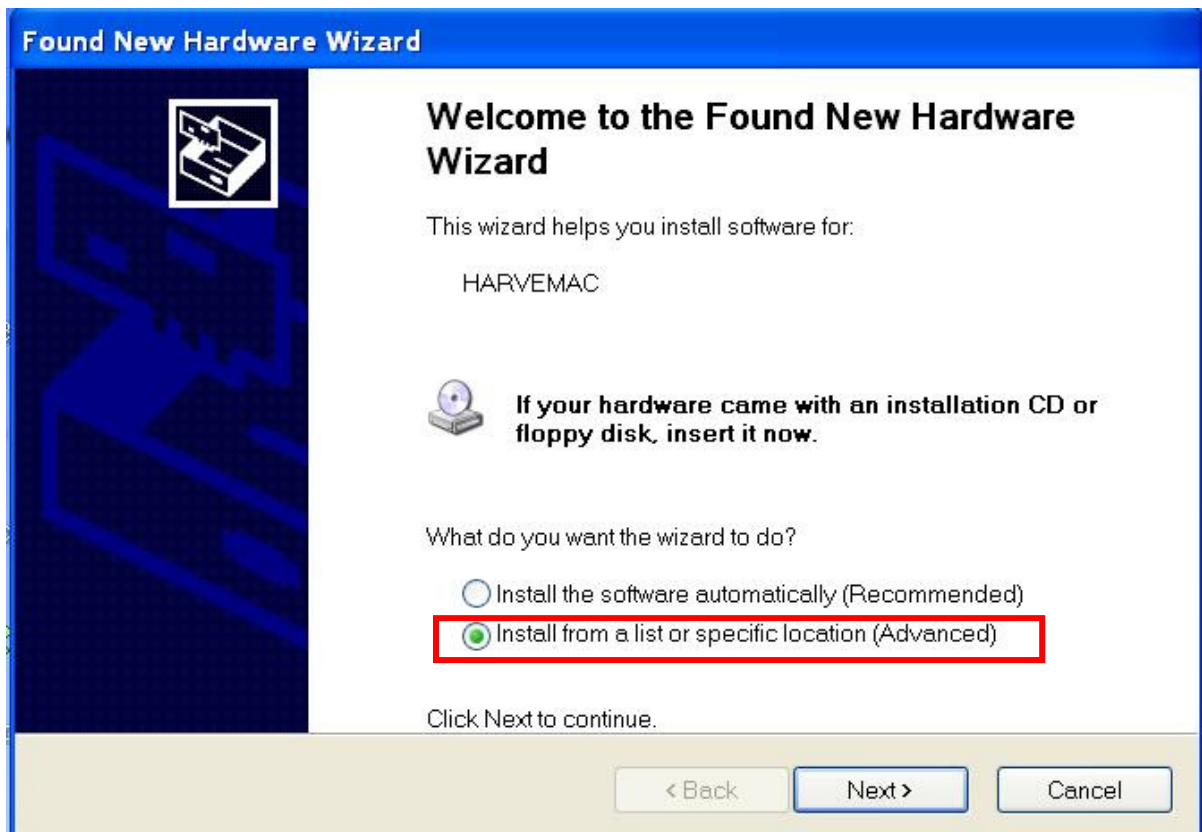 Found New Hardware Wizard
Welcome to the Found New Hardware
Wizard
This wizard helps you install software for:
HARVEMAC
If your hardware came with an installation CD or
floppy disk, insert it now.
What do you want the wizard to do?
Install the software automatically (Recommended)
Install from a list or specific location (Advanced)
Click Next to continue.
< Back
Next >
Cancel